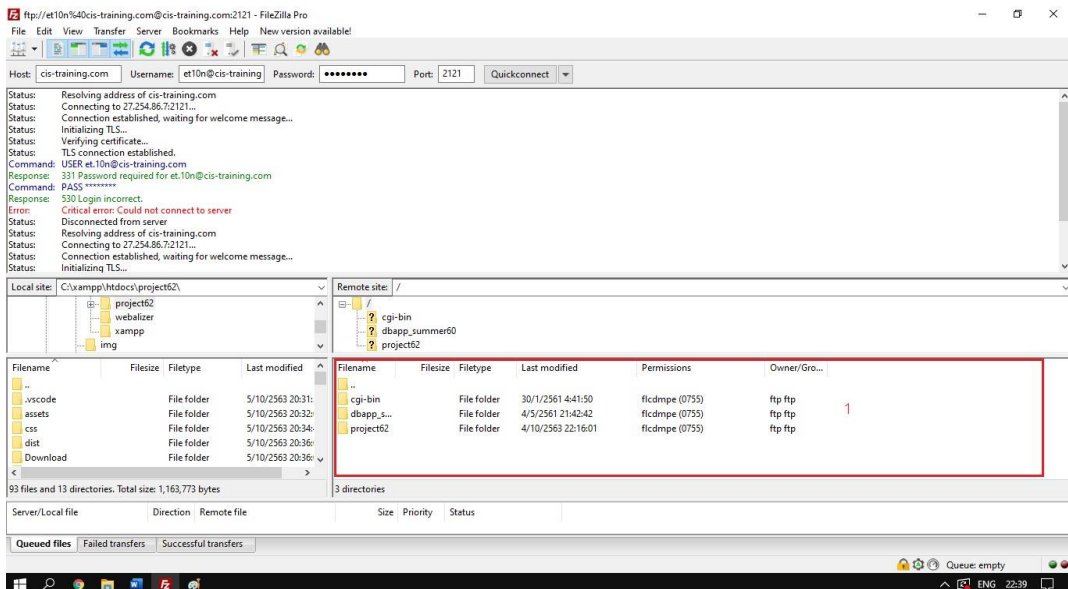 ftp://et10n%40cis-training.com@cis-training.com:2121 - FileZilla Pro
File Edit View Transfer Server Bookmarks Help New version available!
Host: cis-training.com Username: et10n@cis-training Password: ●●●●●●●● Port: 2121 Quickconnect
Status: Resolving address of cis-training.com
Status: Connecting to 27.254.86.7:2121...
Status: Connection established, waiting for welcome message...
Status: Initializing TLS...
Status: Verifying certificate...
Status: TLS connection established.
Command: USER et.10n@cis-training.com
Response: 331 Password required for et.10n@cis-training.com
Command: PASS ********
Response: 530 Login incorrect.
Error: Critical error: Could not connect to server
Status: Disconnected from server
Status: Resolving address of cis-training.com
Status: Connecting to 27.254.86.7:2121...
Status: Connection established, waiting for welcome message...
Status: Initializing TLS...
Local site: C:\xampp\htdocs\project62\
project62
webalizer
xampp
img
Remote site: /
/
cgi-bin
dbapp_summer60
project62
Filename Filesize Filetype Last modified
..
.vscode File folder 5/10/2563 20:31:
assets File folder 5/10/2563 20:32:
css File folder 5/10/2563 20:34:
dist File folder 5/10/2563 20:36:
Download File folder 5/10/2563 20:36:
93 files and 13 directories. Total size: 1,163,773 bytes
Filename Filesize Filetype Last modified Permissions Owner/Gro...
..
cgi-bin File folder 30/1/2561 4:41:50 flcdmpe (0755) ftp ftp
dbapp_s... File folder 4/5/2561 21:42:42 flcdmpe (0755) ftp ftp
project62 File folder 4/10/2563 22:16:01 flcdmpe (0755) ftp ftp
1
3 directories
Server/Local file Direction Remote file Size Priority Status
Queued files Failed transfers Successful transfers
Queue: empty
ENG 22:39